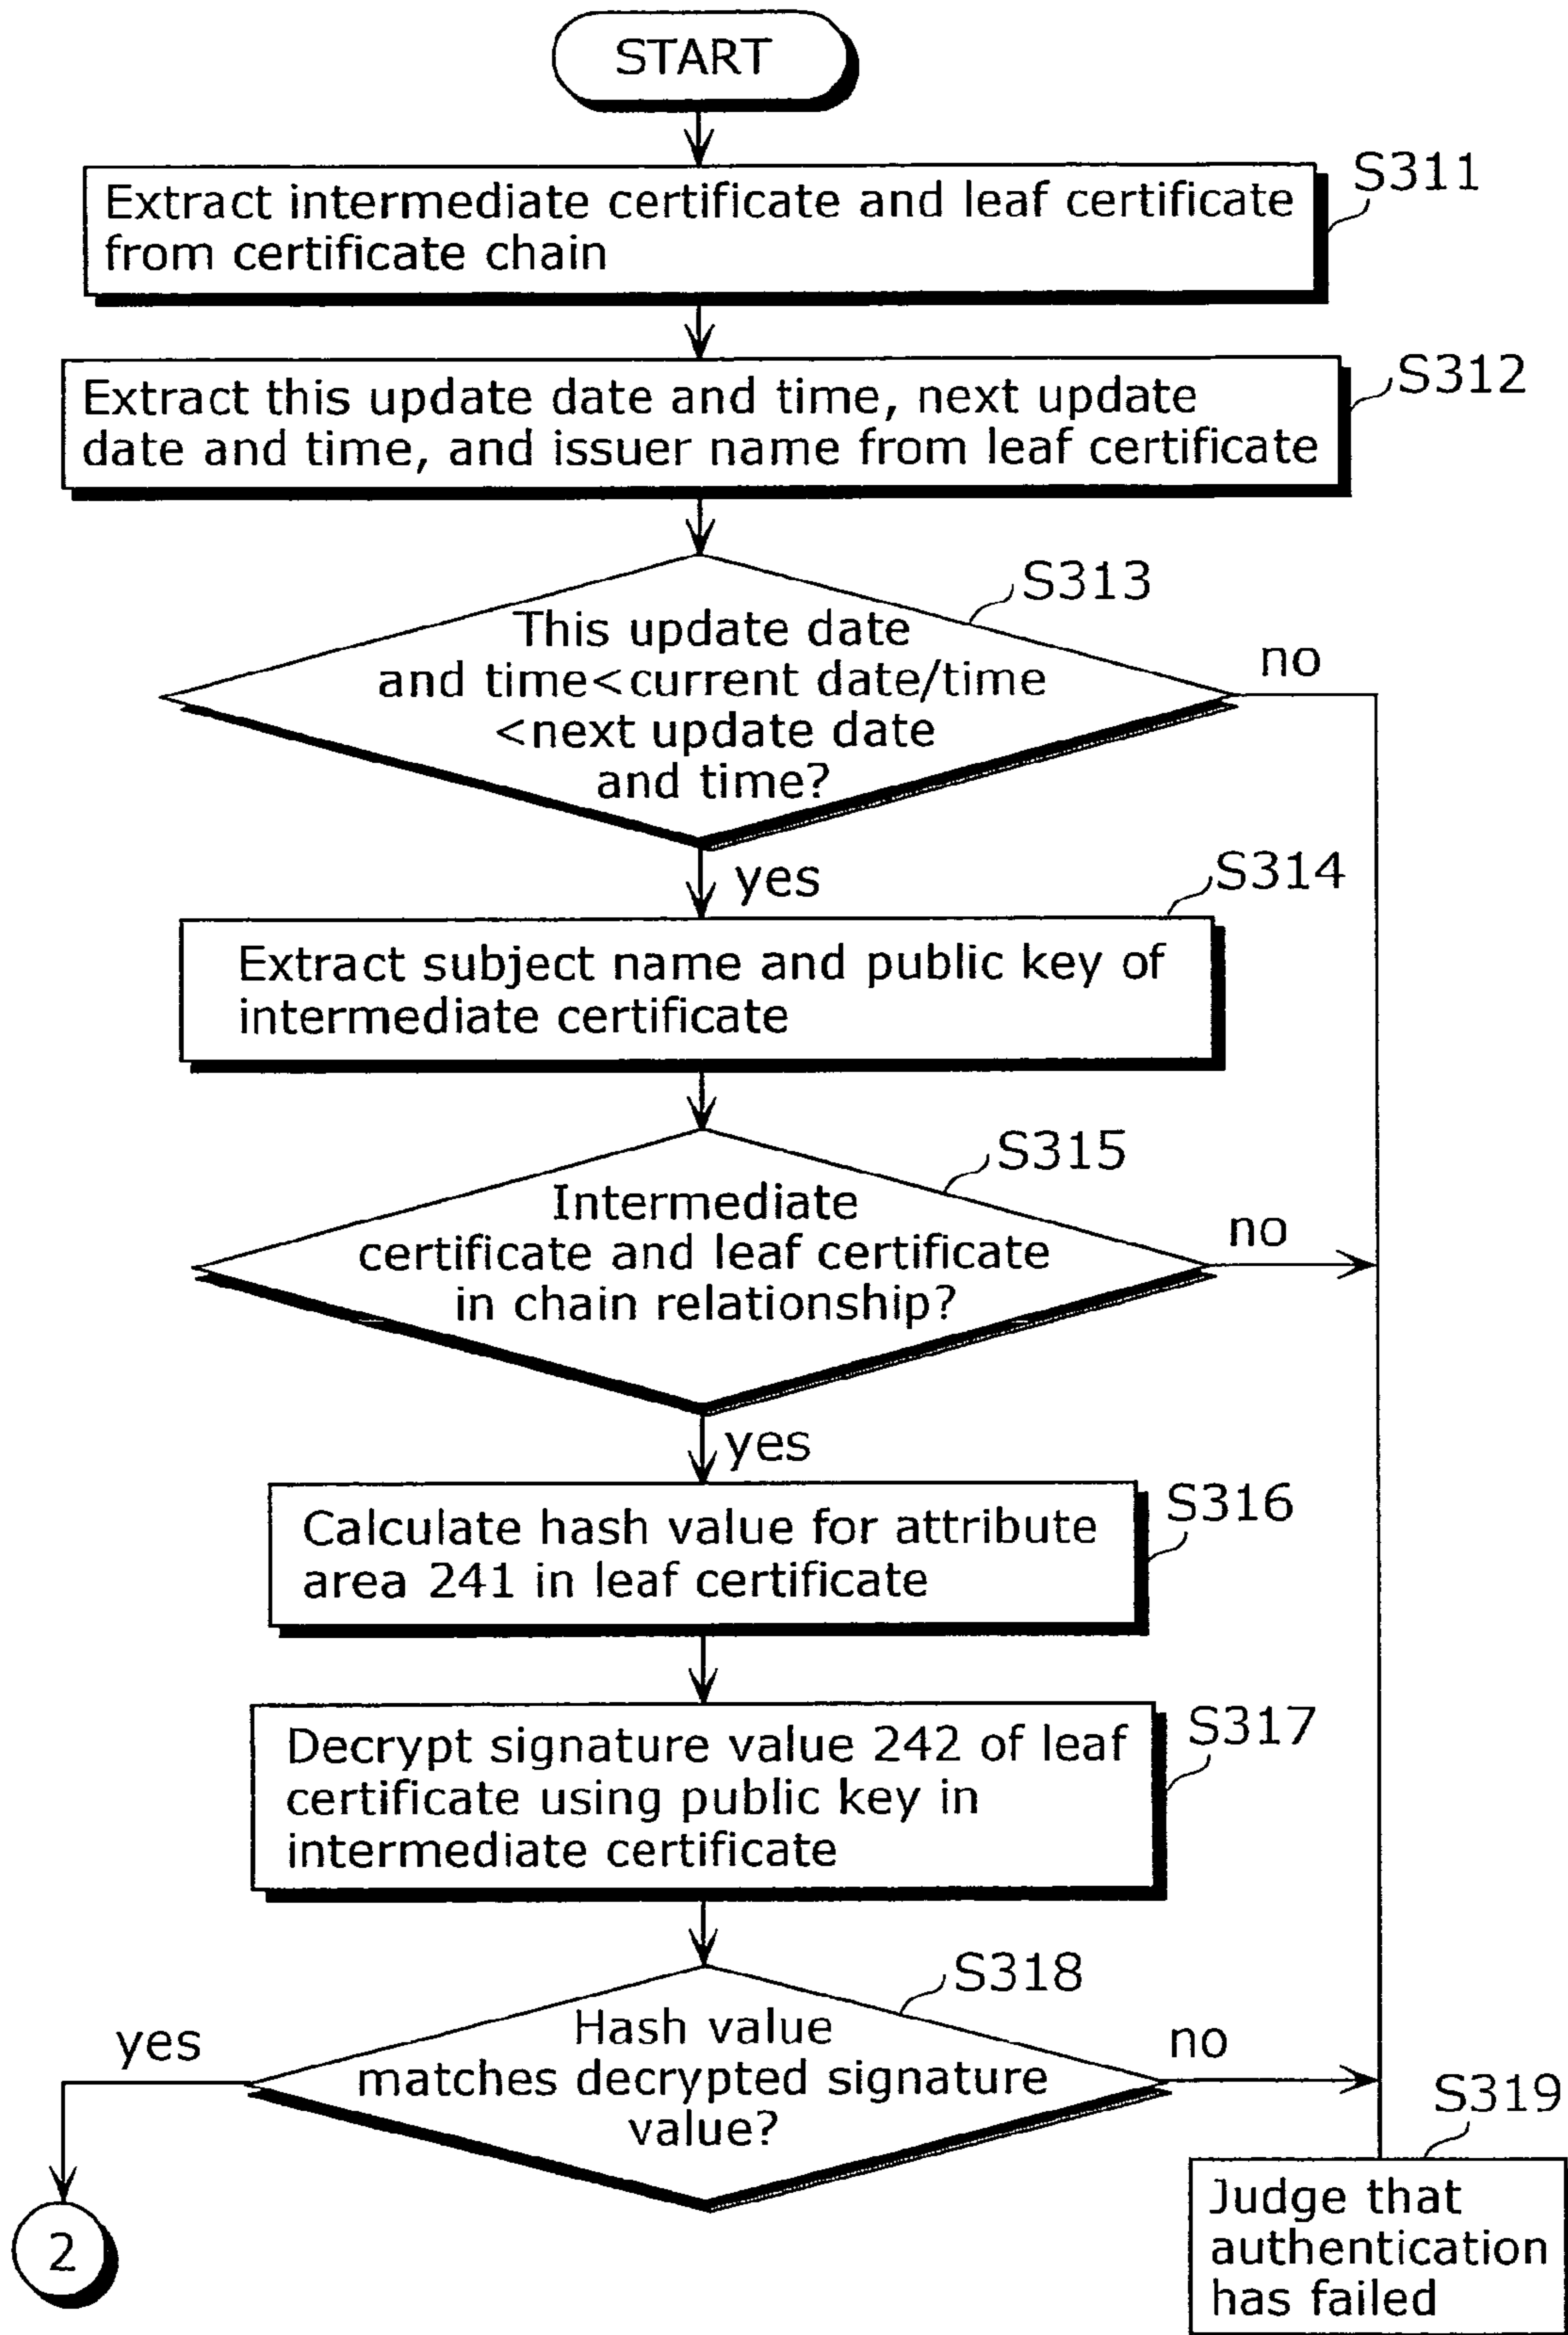 START
S311
Extract intermediate certificate and leaf certificate
from certificate chain
S312
Extract this update date and time, next update
date and time, and issuer name from leaf certificate
S313
This update date
and time<current date/time
<next update date
and time?
no
yes
S314
Extract subject name and public key of
intermediate certificate
S315
Intermediate
certificate and leaf certificate
in chain relationship?
no
yes
S316
Calculate hash value for attribute
area 241 in leaf certificate
S317
Decrypt signature value 242 of leaf
certificate using public key in
intermediate certificate
S318
Hash value
matches decrypted signature
value?
yes
no
S319
Judge that
authentication
has failed
2